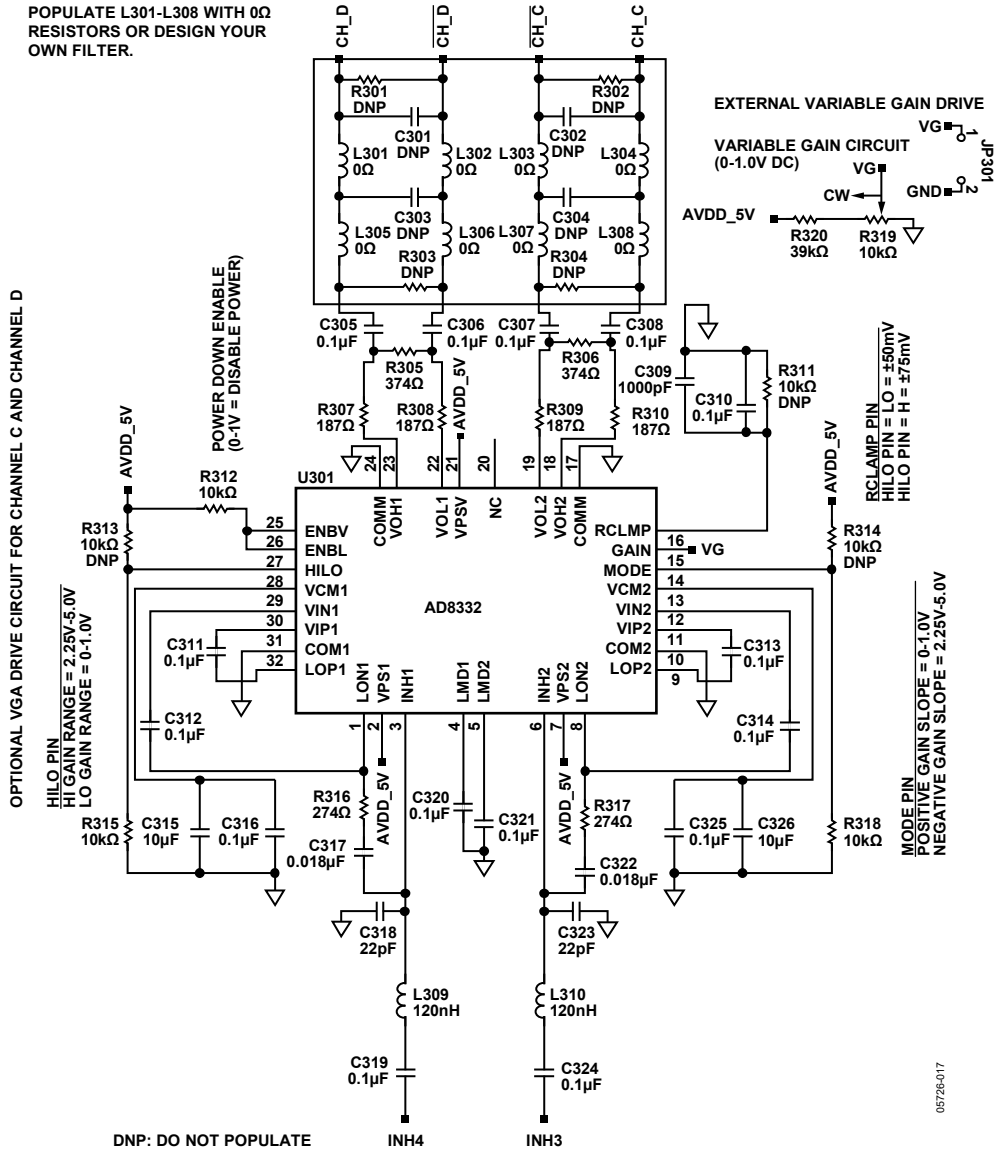 POPULATE L301-L308 WITH 0Ω
RESISTORS OR DESIGN YOUR
OWN FILTER.
CH_D
CH_D
CH_C
CH_C
R301
DNP
R302
DNP
C301
DNP
C302
DNP
L301
0Ω
L302
0Ω
L303
0Ω
L304
0Ω
C303
DNP
C304
DNP
L305
0Ω
L306
0Ω
L307
0Ω
L308
0Ω
R303
DNP
R304
DNP
EXTERNAL VARIABLE GAIN DRIVE
VG
1
JP301
2
GND
VARIABLE GAIN CIRCUIT
(0-1.0V DC)
VG
CW
AVDD_5V
R320
39kΩ
R319
10kΩ
C305
0.1µF
C306
0.1µF
C307
0.1µF
C308
0.1µF
R305
374Ω
R306
374Ω
R307
187Ω
R308
187Ω
AVDD_5V
R309
187Ω
R310
187Ω
C309
1000pF
C310
0.1µF
R311
10kΩ
DNP
OPTIONAL VGA DRIVE CIRCUIT FOR CHANNEL C AND CHANNEL D
POWER DOWN ENABLE
(0-1V = DISABLE POWER)
AVDD_5V
R312
10kΩ
R313
10kΩ
DNP
AVDD_5V
R314
10kΩ
DNP
RCLAMP PIN
HILO PIN = LO = ±50mV
HILO PIN = H = ±75mV
U301
24
23
22
21
20
19
18
17
COMM
VOH1
VOL1
VPSV
NC
VOL2
VOH2
COMM
25
ENBV
26
ENBL
27
HILO
28
VCM1
29
VIN1
30
VIP1
31
COM1
32
LOP1
AD8332
RCLMP
16
GAIN
VG
15
MODE
14
VCM2
13
VIN2
12
VIP2
11
COM2
10
LOP2
9
LON1
VPS1
INH1
LMD1
LMD2
INH2
VPS2
LON2
1
2
3
4
5
6
7
8
C311
0.1µF
C312
0.1µF
C313
0.1µF
C314
0.1µF
HILO PIN
HI GAIN RANGE = 2.25V-5.0V
LO GAIN RANGE = 0-1.0V
R315
10kΩ
C315
10µF
C316
0.1µF
R316
274Ω
AVDD_5V
C317
0.018µF
C320
0.1µF
C321
0.1µF
AVDD_5V
R317
274Ω
C322
0.018µF
C325
0.1µF
C326
10µF
R318
10kΩ
MODE PIN
POSITIVE GAIN SLOPE = 0-1.0V
NEGATIVE GAIN SLOPE = 2.25V-5.0V
C318
22pF
C323
22pF
L309
120nH
L310
120nH
C319
0.1µF
C324
0.1µF
INH4
INH3
DNP: DO NOT POPULATE
05726-017